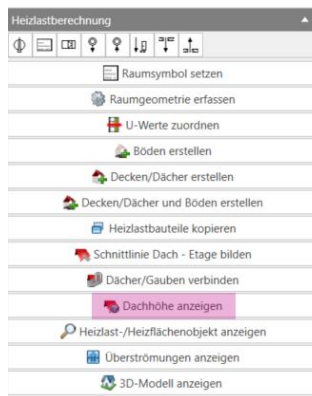 Heizlastberechnung
Raumsymbol setzen
Raumgeometrie erfassen
U-Werte zuordnen
Böden erstellen
Decken/Dächer erstellen
Decken/Dächer und Böden erstellen
Heizlastbauteile kopieren
Schnittlinie Dach - Etage bilden
Dächer/Gauben verbinden
Dachhöhe anzeigen
Heizlast-/Heizflächenobjekt anzeigen
Überströmungen anzeigen
3D-Modell anzeigen